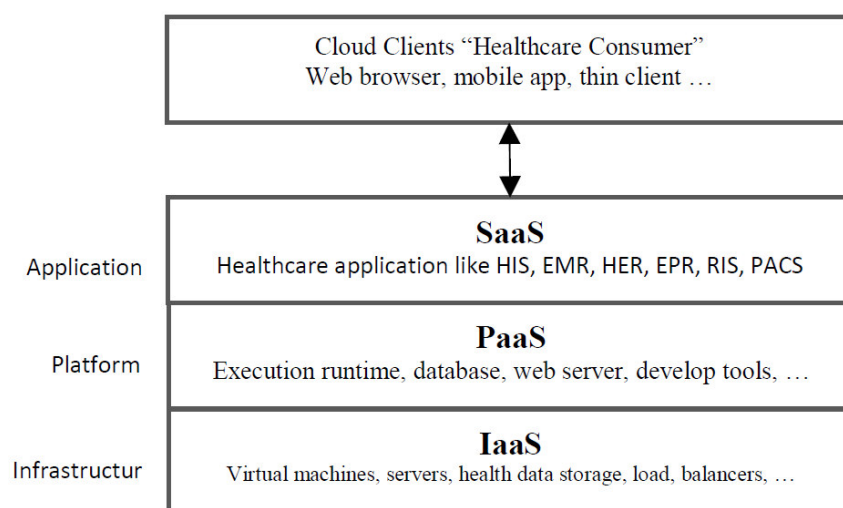 Cloud Clients “Healthcare Consumer”
Web browser, mobile app, thin client …
SaaS
Application
Healthcare application like HIS, EMR, HER, EPR, RIS, PACS
PaaS
Platform
Execution runtime, database, web server, develop tools, …
IaaS
Infrastructur
Virtual machines, servers, health data storage, load, balancers, …